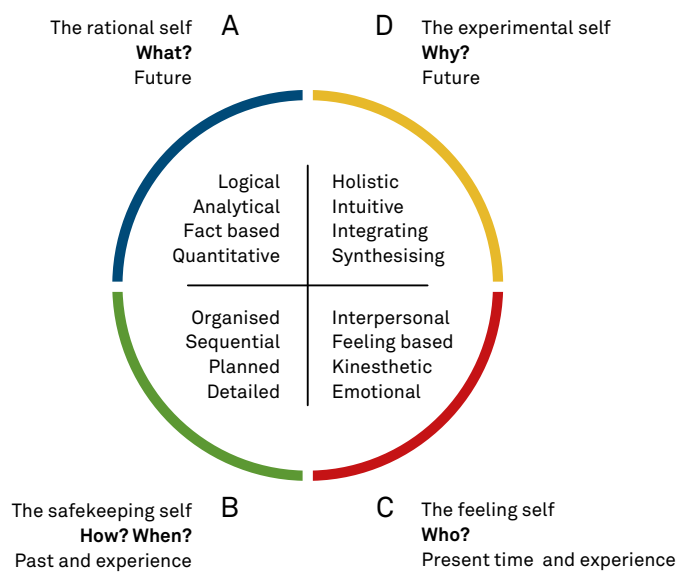 The rational self A
What?
Future
D The experimental self
Why?
Future
Logical
Analytical
Fact based
Quantitative
Holistic
Intuitive
Integrating
Synthesising
Organised
Sequential
Planned
Detailed
Interpersonal
Feeling based
Kinesthetic
Emotional
The safekeeping self B
How? When?
Past and experience
C The feeling self
Who?
Present time and experience